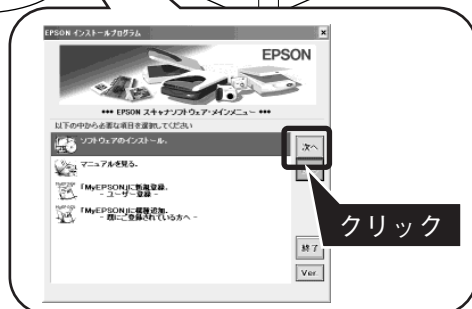 EPSON インストールプログラム
EPSON
*** EPSON スキャナソフトウェア・メインメニュー ***
以下の中から必要な項目を選択してください
ソフトウェアのインストール。
マニュアルを見る。
「MyEPSON」に新規登録。
- ユーザー登録 -
「MyEPSON」に機種追加。
- 既にご登録されている方へ -
次へ
クリック
終了
Ver.